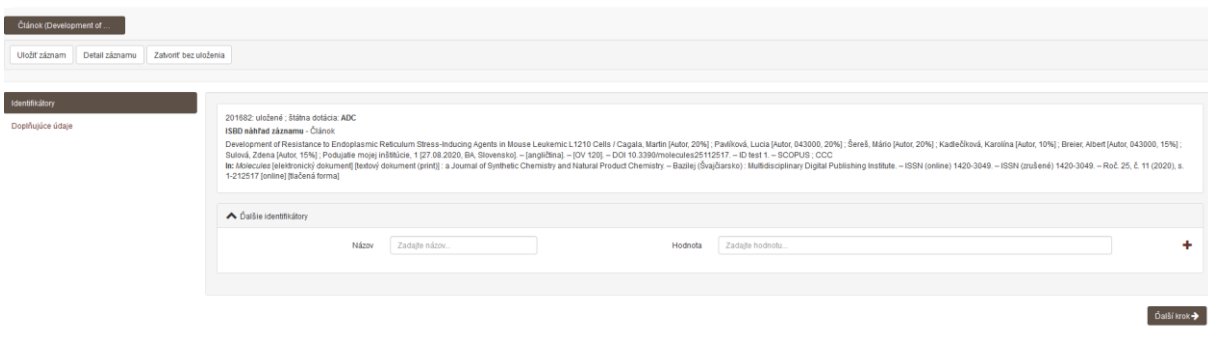 Článok (Development of ...
Uložiť záznam Detail záznamu Zatvoriť bez uloženia
Identifikátory
Doplňujúce údaje
201682: uložené ; štátna dotácia: ADC
ISBD náhľad záznamu - Článok
Development of Resistance to Endoplasmic Reticulum Stress-Inducing Agents in Mouse Leukemic L1210 Cells / Cagala, Martin [Autor, 20%] ; Pavlíková, Lucia [Autor, 043000, 20%] ; Šereš, Mário [Autor, 20%] ; Kadlečíková, Karolína [Autor, 10%] ; Breier, Albert [Autor, 043000, 15%] ;
Sulová, Zdena [Autor, 15%] ; Podujatie mojej inštitúcie, 1 [27.08.2020, BA, Slovensko]. – [angličtina]. – [OV 120]. – DOI 10.3390/molecules25112517. – ID test 1. – SCOPUS ; CCC
In: Molecules [elektronický dokument] [textový dokument (print)] : a Journal of Synthetic Chemistry and Natural Product Chemistry. – Bazilej (Švajčiarsko) : Multidisciplinary Digital Publishing Institute. – ISSN (online) 1420-3049. – ISSN (zrušené) 1420-3049. – Roč. 25, č. 11 (2020), s.
1-212517 [online] [tlačená forma]
Ďalšie identifikátory
Názov Zadajte názov... Hodnota Zadajte hodnotu...
Ďalší krok